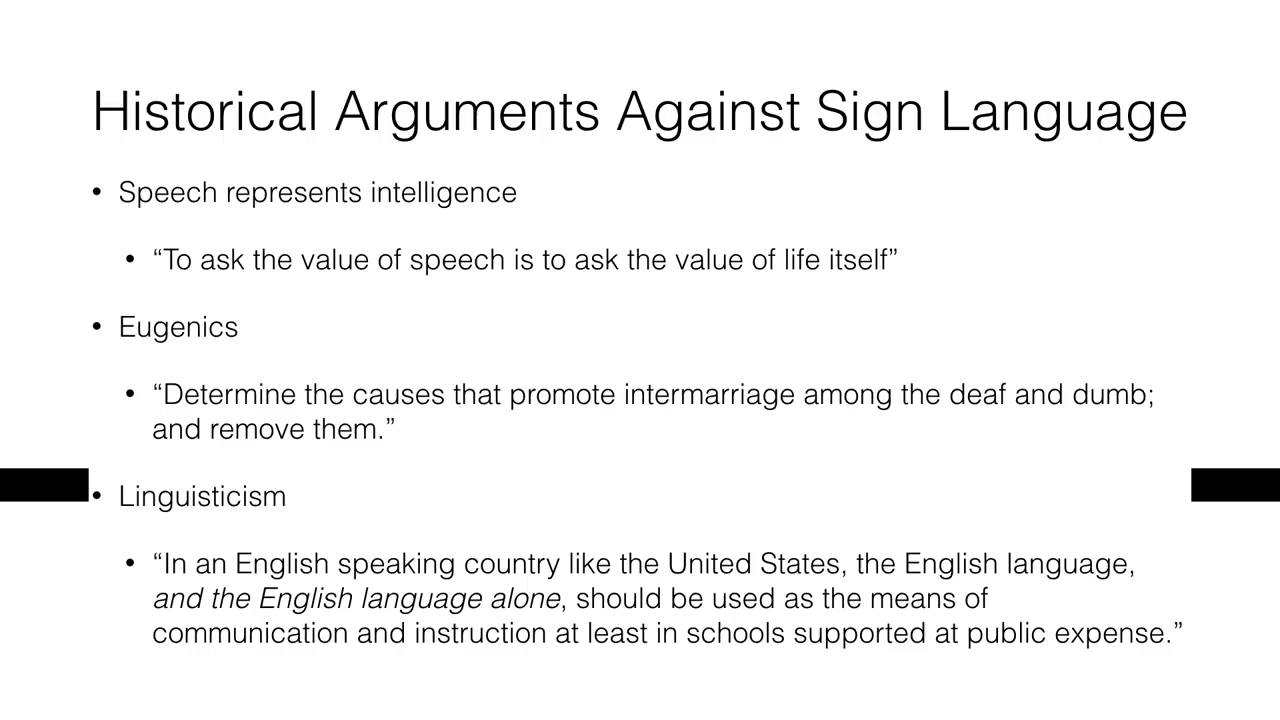 Historical Arguments Against Sign Language
• Speech represents intelligence
• “To ask the value of speech is to ask the value of life itself”
• Eugenics
• “Determine the causes that promote intermarriage among the deaf and dumb;
and remove them.”
• Linguisticism
• “In an English speaking country like the United States, the English language,
and the English language alone, should be used as the means of
communication and instruction at least in schools supported at public expense.”